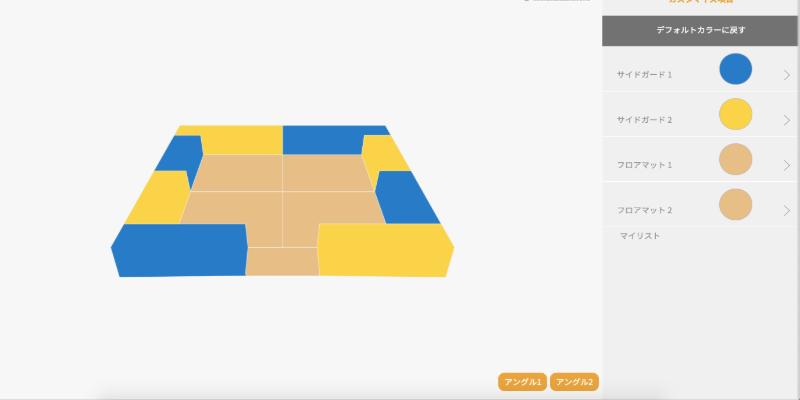 デフォルトカラーに戻す
サイドガード 1
サイドガード 2
フロアマット 1
フロアマット 2
マイリスト
アングル1 アングル2